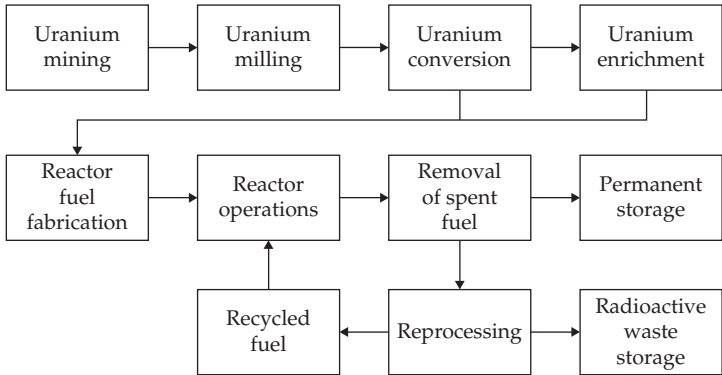 Uranium
mining
Uranium
milling
Uranium
conversion
Uranium
enrichment
Reactor
fuel
fabrication
Reactor
operations
Removal
of spent
fuel
Permanent
storage
Recycled
fuel
Reprocessing
Radioactive
waste
storage